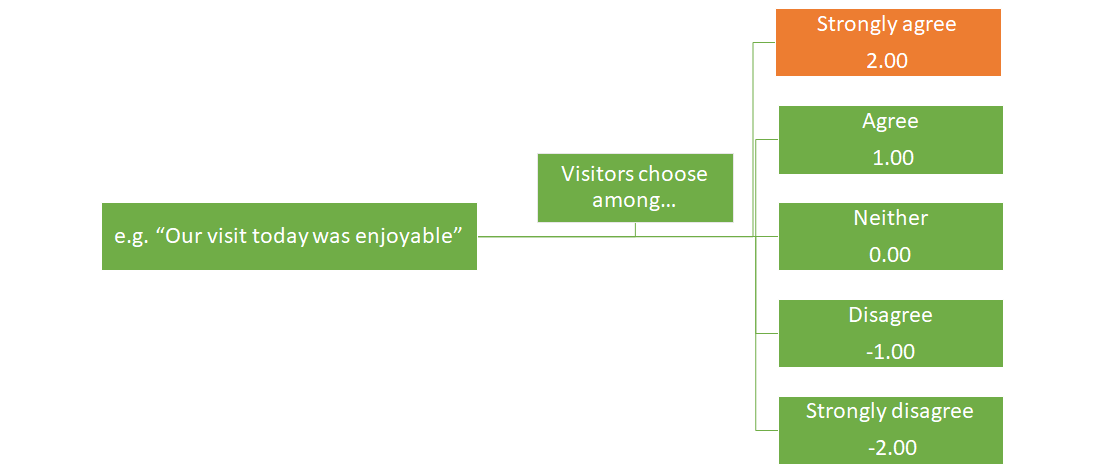 e.g. “Our visit today was enjoyable”
Visitors choose
among...
Strongly agree
2.00
Agree
1.00
Neither
0.00
Disagree
-1.00
Strongly disagree
-2.00